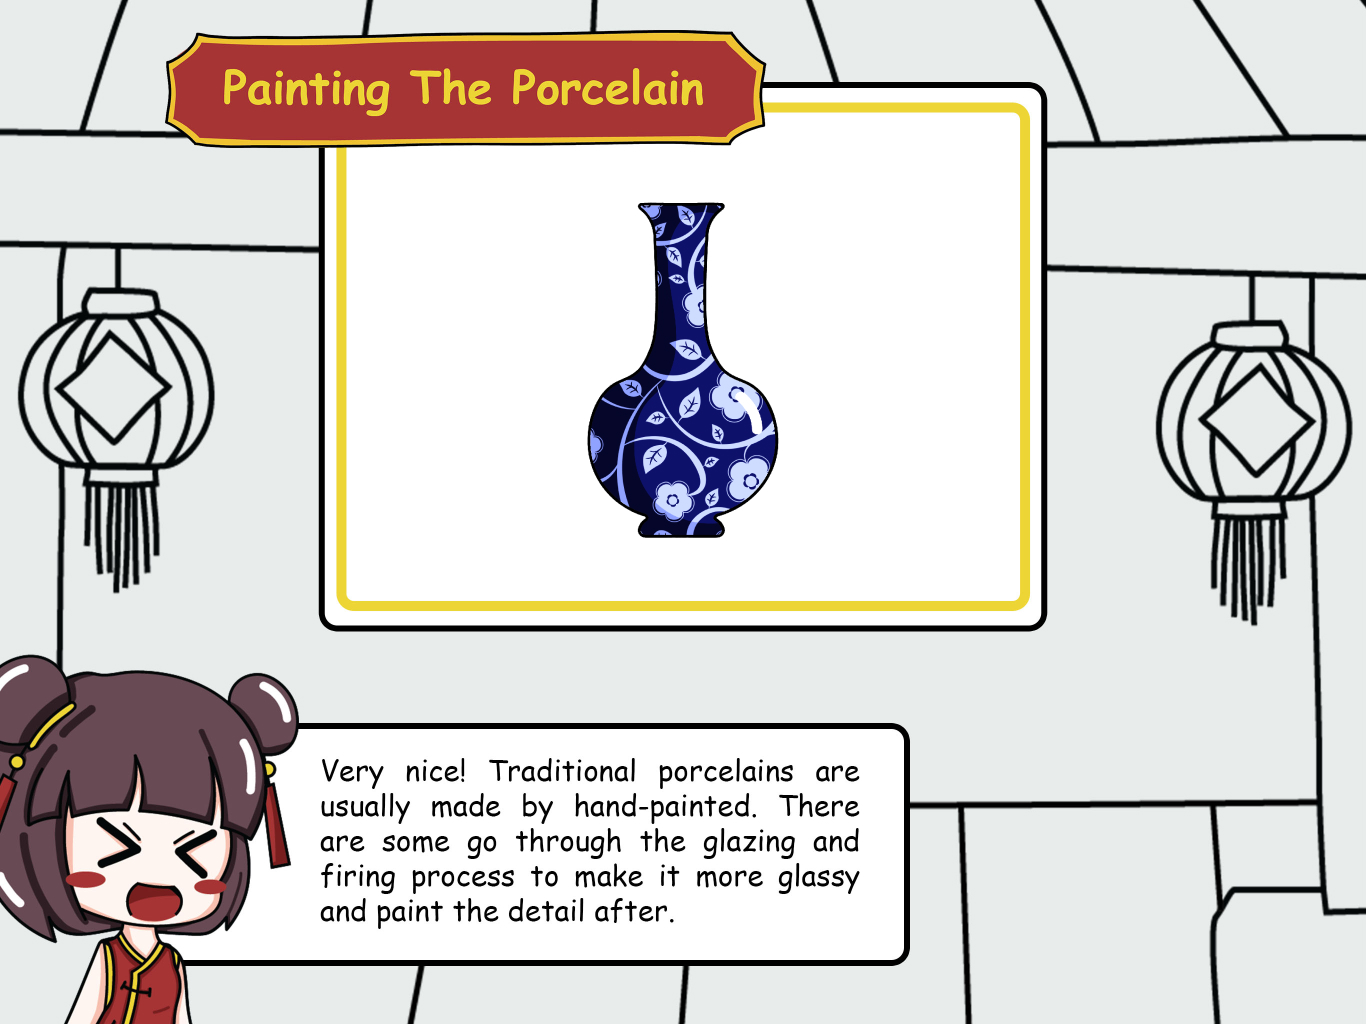 Painting The Porcelain
Very nice! Traditional porcelains are
usually made by hand-painted. There
are some go through the glazing and
firing process to make it more glassy
and paint the detail after.